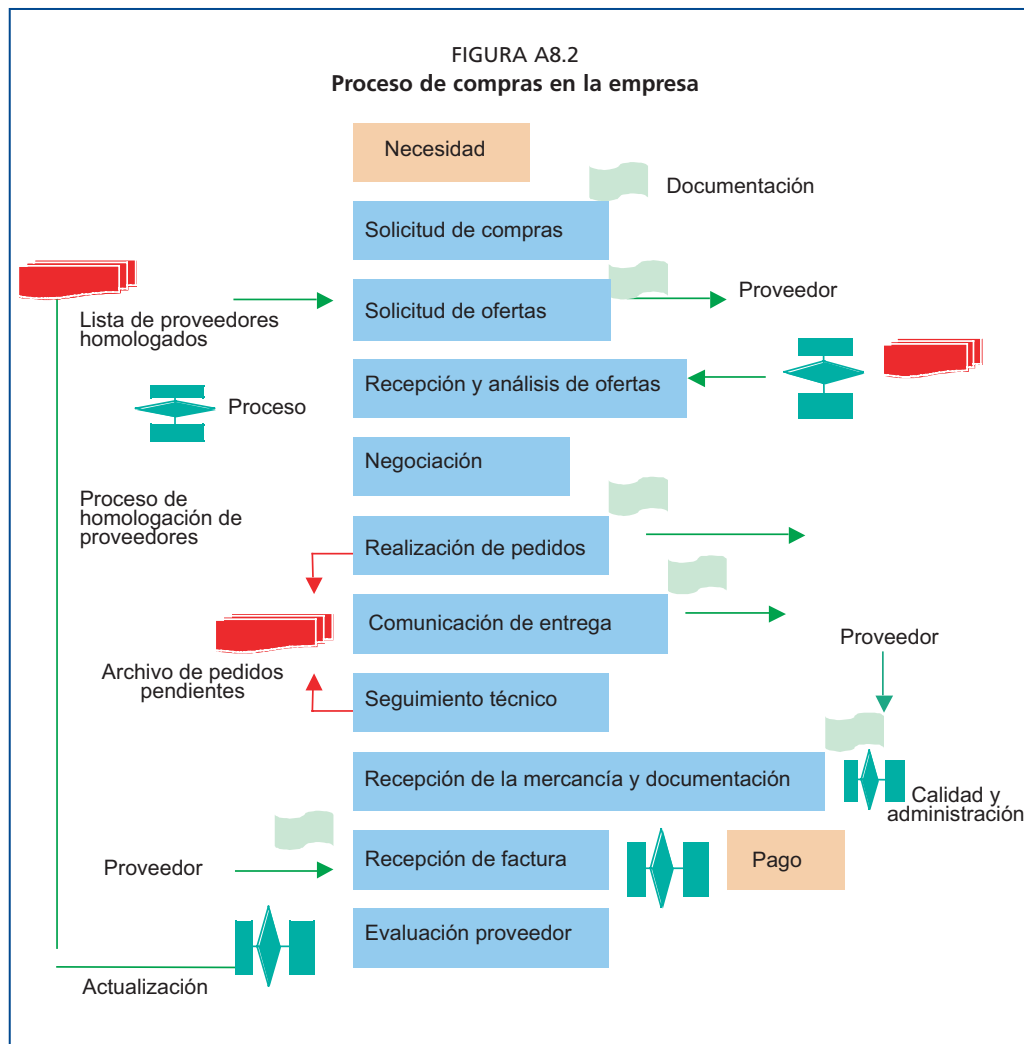 FIGURA A8.2
Proceso de compras en la empresa
Necesidad
Documentación
Solicitud de compras
Lista de proveedores
homologados
Solicitud de ofertas
Proveedor
Recepción y análisis de ofertas
Proceso
Negociación
Proceso de
homologación de
proveedores
Realización de pedidos
Comunicación de entrega
Proveedor
Archivo de pedidos
pendientes
Seguimiento técnico
Recepción de la mercancía y documentación
Calidad y
administración
Proveedor
Recepción de factura
Pago
Evaluación proveedor
Actualización